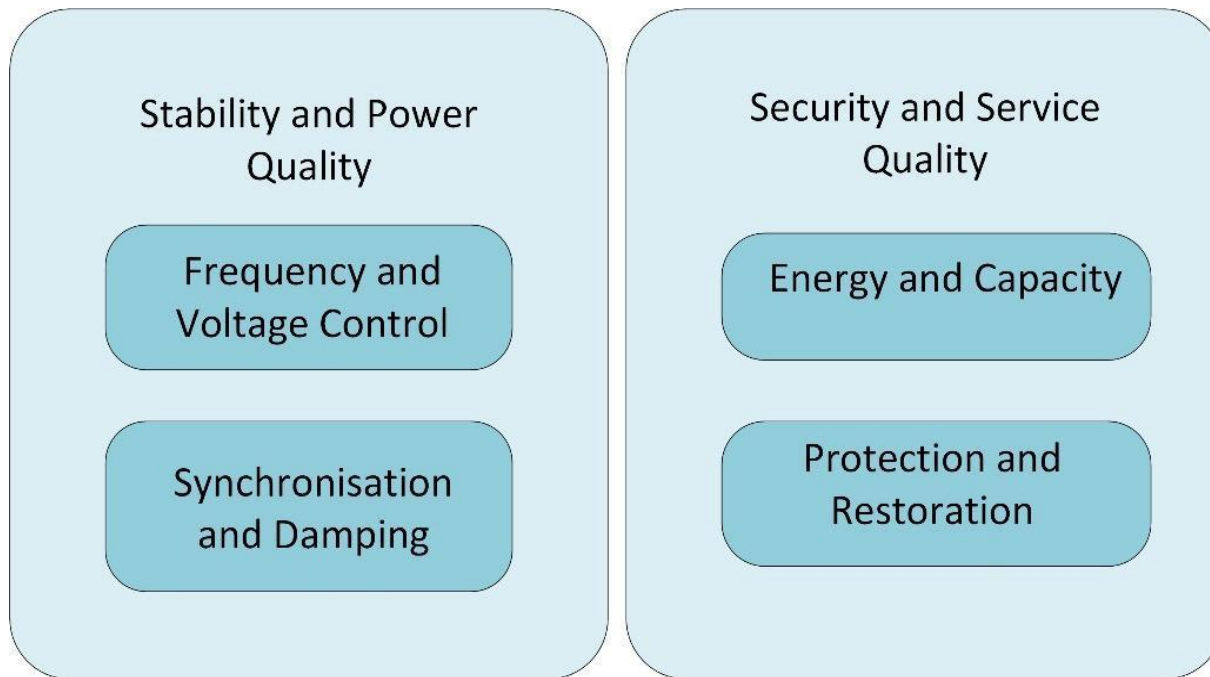 Stability and Power
Quality
Frequency and
Voltage Control
Synchronisation
and Damping
Security and Service
Quality
Energy and Capacity
Protection and
Restoration